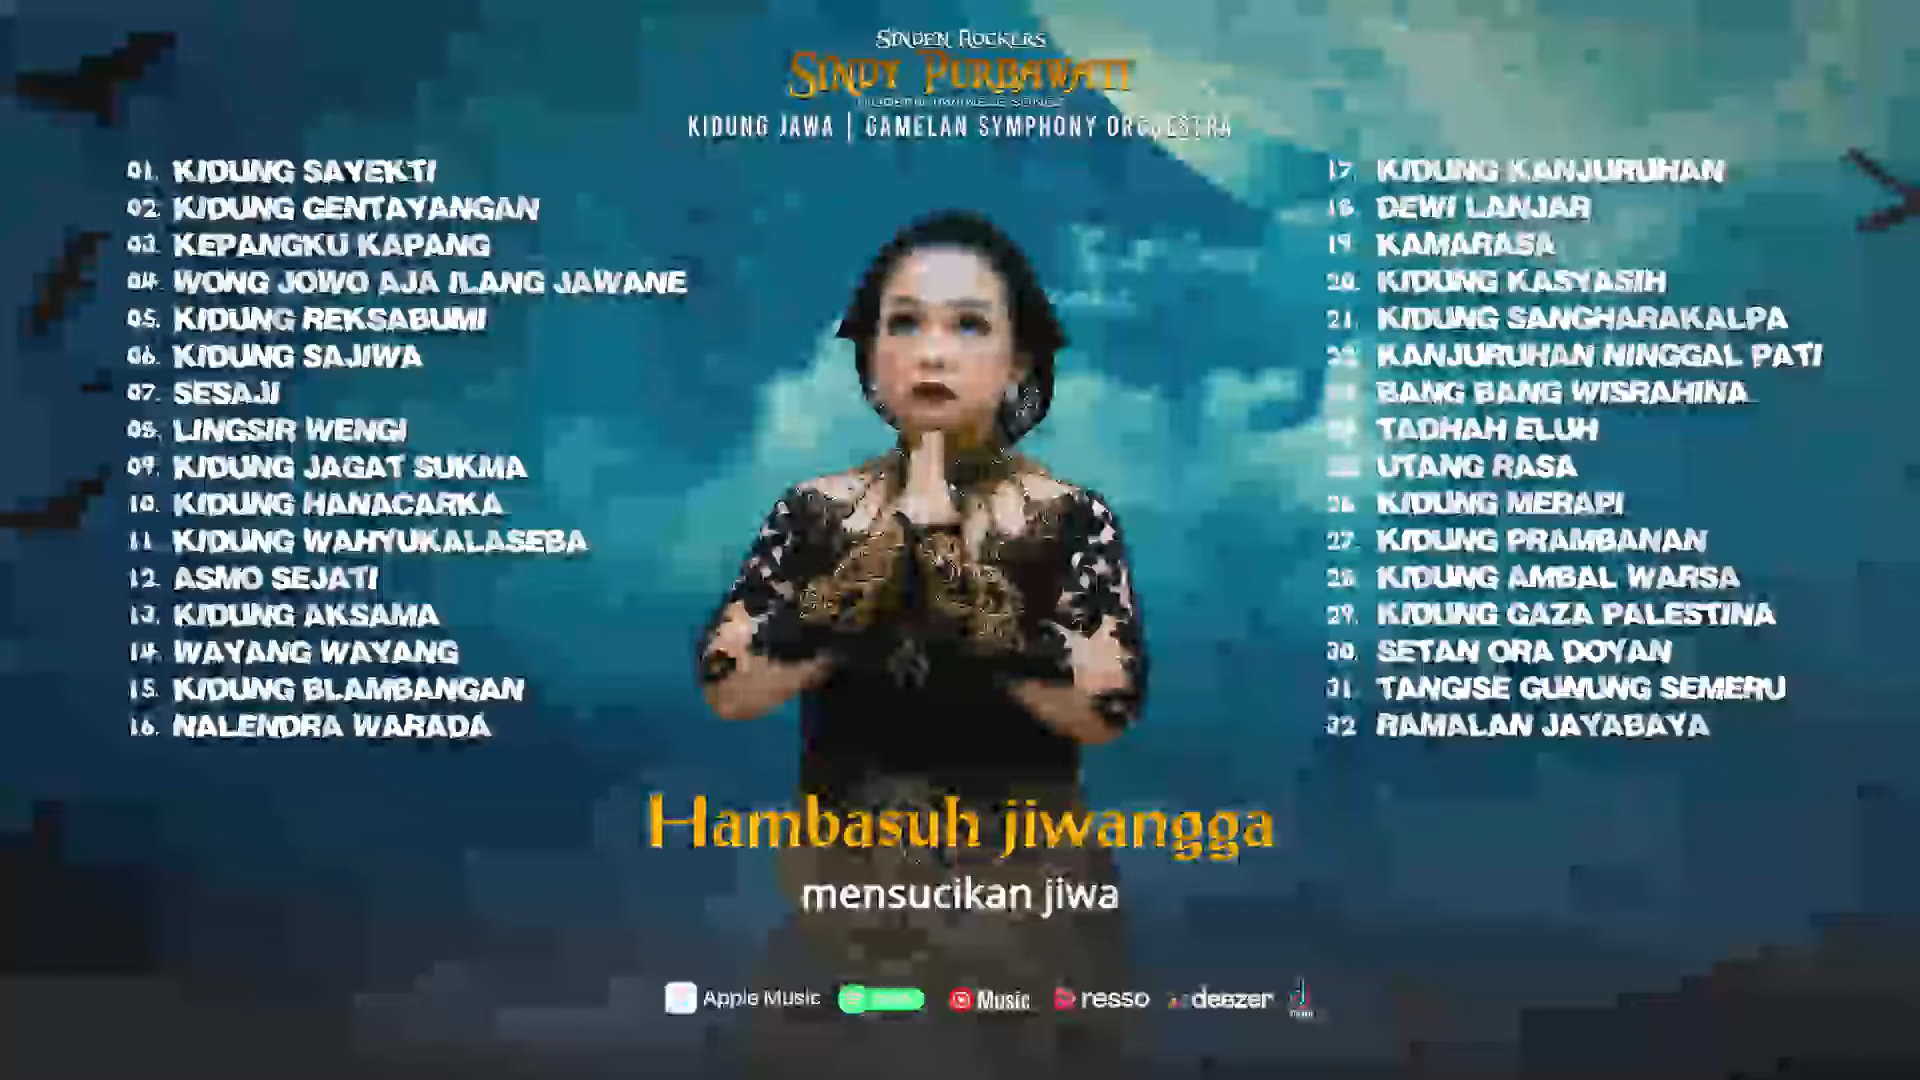 SINDEN ROCKERS
SINDY PURBAWATI
KIDUNG JAWA | GAMELAN SYMPHONY ORCHESTRA
01. KIDUNG SAYEKTI
02. KIDUNG GENTAYANGAN
03. KEPANGKU KAPANG
04. WONG JOWO AJA ILANG JAWANE
05. KIDUNG REKSABUMI
06. KIDUNG SAJIWA
07. SESAJI
08. LINGSIR WENGI
09. KIDUNG JAGAT SUKMA
10. KIDUNG HANACARKA
11. KIDUNG WAHYUKALASEBA
12. ASMO SEJATI
13. KIDUNG AKSAMA
14. WAYANG WAYANG
15. KIDUNG BLAMBANGAN
16. NALENDRA WARADA
17. KIDUNG KANJURUHAN
18. DEWI LANJAR
19. KAMARASA
20. KIDUNG KASYASIH
21. KIDUNG SANGHARAKALPA
22. KANJURUHAN NINGGAL PATI
BANG BANG WISRAHINA
TADHAH ELUH
UTANG RASA
26. KIDUNG MERAPI
27. KIDUNG PRAMBANAN
28. KIDUNG AMBAL WARSA
29. KIDUNG GAZA PALESTINA
30. SETAN ORA DOYAN
31. TANGISE GUNUNG SEMERU
32. RAMALAN JAYABAYA
Hambasuh jiwangga
mensucikan jiwa
Apple Music
Music
resso
deezer